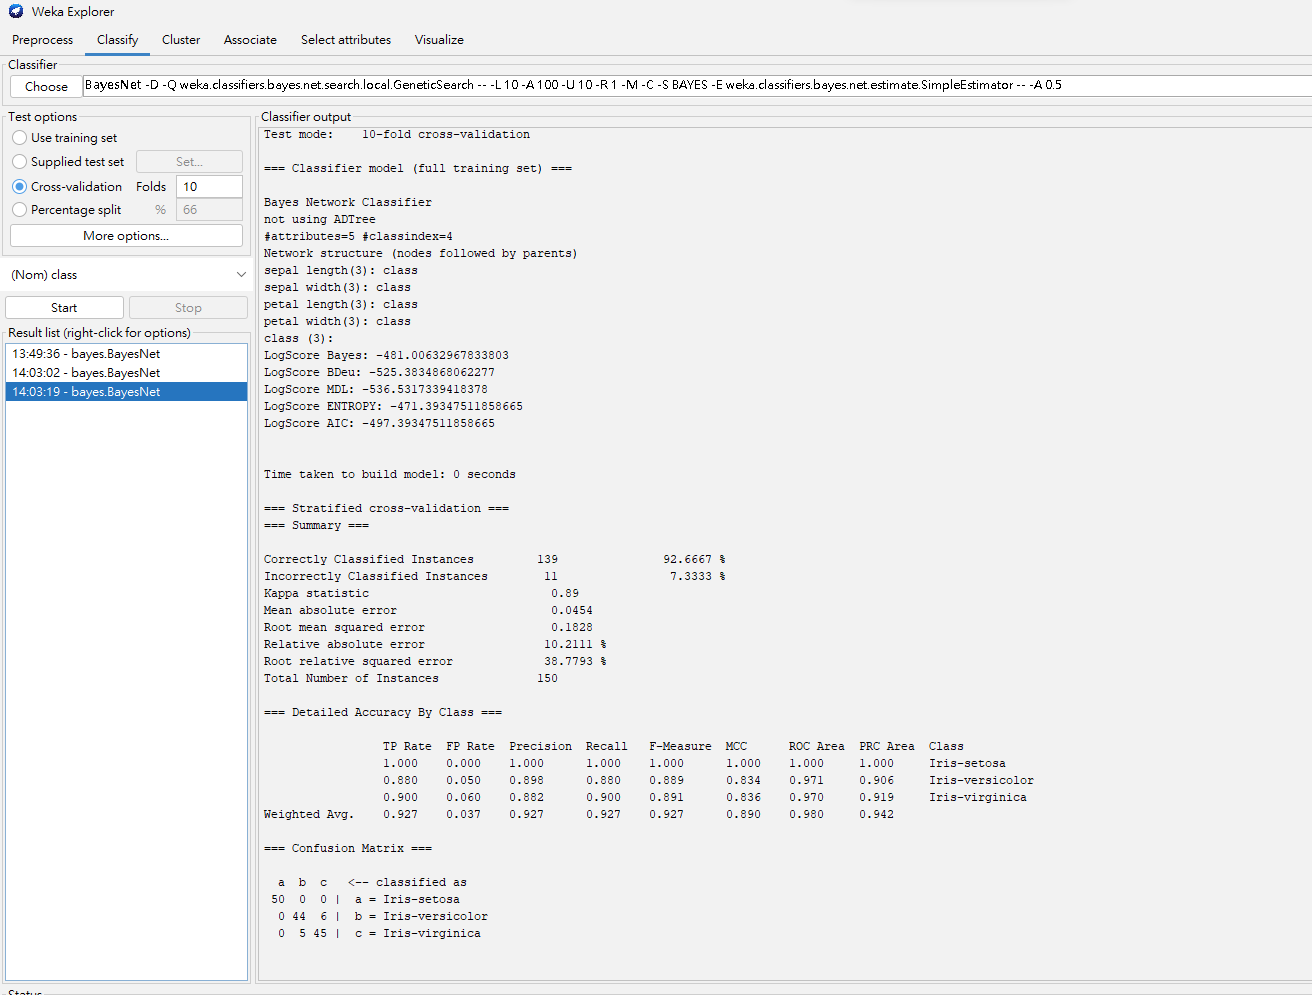 Weka Explorer
Preprocess Classify Cluster Associate Select attributes Visualize
Classifier
Choose BayesNet -D -Q weka.classifiers.bayes.net.search.local.GeneticSearch -- -L 10 -A 100 -U 10 -R 1 -M -C -S BAYES -E weka.classifiers.bayes.net.estimate.SimpleEstimator -- -A 0.5
Test options
Use training set
Supplied test set Set...
Cross-validation Folds 10
Percentage split % 66
More options...
(Nom) class
Start Stop
Result list (right-click for options)
13:49:36 - bayes.BayesNet
14:03:02 - bayes.BayesNet
14:03:19 - bayes.BayesNet
Classifier output
Test mode: 10-fold cross-validation
=== Classifier model (full training set) ===
Bayes Network Classifier
not using ADTree
#attributes=5 #classindex=4
Network structure (nodes followed by parents)
sepal length(3): class
sepal width(3): class
petal length(3): class
petal width(3): class
class (3):
LogScore Bayes: -481.00632967833803
LogScore BDeu: -525.3834868062277
LogScore MDL: -536.5317339418378
LogScore ENTROPY: -471.39347511858665
LogScore AIC: -497.39347511858665
Time taken to build model: 0 seconds
=== Stratified cross-validation ===
=== Summary ===
Correctly Classified Instances 139 92.6667 %
Incorrectly Classified Instances 11 7.3333 %
Kappa statistic 0.89
Mean absolute error 0.0454
Root mean squared error 0.1828
Relative absolute error 10.2111 %
Root relative squared error 38.7793 %
Total Number of Instances 150
=== Detailed Accuracy By Class ===
TP Rate FP Rate Precision Recall F-Measure MCC ROC Area PRC Area Class
1.000 0.000 1.000 1.000 1.000 1.000 1.000 1.000 Iris-setosa
0.880 0.050 0.898 0.880 0.889 0.834 0.971 0.906 Iris-versicolor
0.900 0.060 0.882 0.900 0.891 0.836 0.970 0.919 Iris-virginica
Weighted Avg. 0.927 0.037 0.927 0.927 0.927 0.890 0.980 0.942
=== Confusion Matrix ===
a b c <-- classified as
50 0 0 | a = Iris-setosa
0 44 6 | b = Iris-versicolor
0 5 45 | c = Iris-virginica
Status